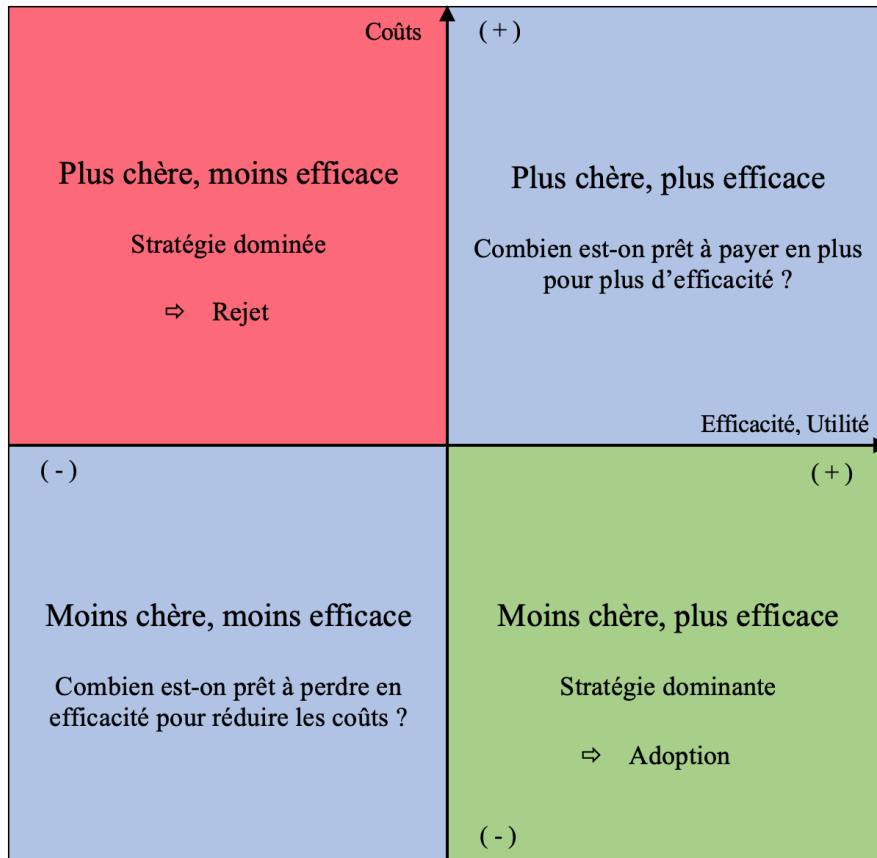 Coûts
( + )
Plus chère, moins efficace
Stratégie dominée
⇨ Rejet
Plus chère, plus efficace
Combien est-on prêt à payer en plus
pour plus d’efficacité ?
Efficacité, Utilité
( - )
( + )
Moins chère, moins efficace
Combien est-on prêt à perdre en
efficacité pour réduire les coûts ?
Moins chère, plus efficace
Stratégie dominante
⇨ Adoption
( - )